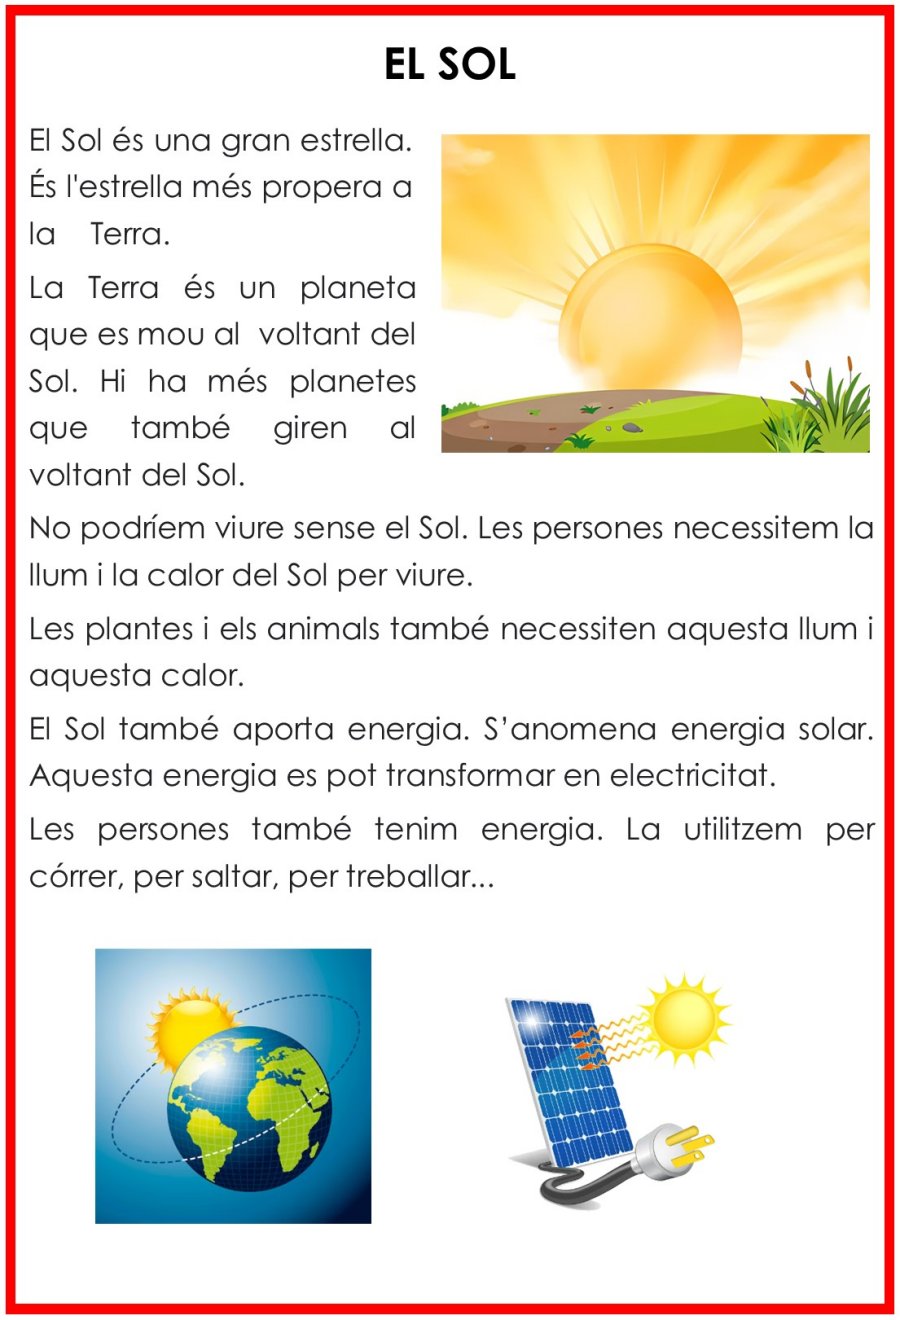 EL SOL
El Sol és una gran estrella.
És l'estrella més propera a
la Terra.
La Terra és un planeta
que es mou al voltant del
Sol. Hi ha més planetes
que també giren al
voltant del Sol.
No podríem viure sense el Sol. Les persones necessitem la
llum i la calor del Sol per viure.
Les plantes i els animals també necessiten aquesta llum i
aquesta calor.
El Sol també aporta energia. S’anomena energia solar.
Aquesta energia es pot transformar en electricitat.
Les persones també tenim energia. La utilitzem per
córrer, per saltar, per treballar...